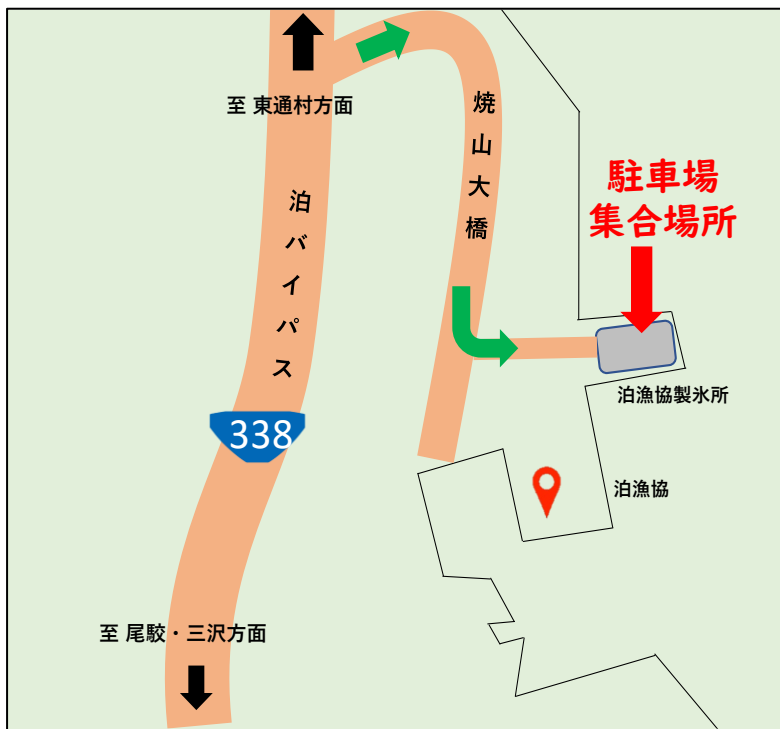 至 東通村方面
焼山大橋
駐車場
集合場所
泊バイパス
泊漁協製氷所
338
泊漁協
至 尾駮・三沢方面